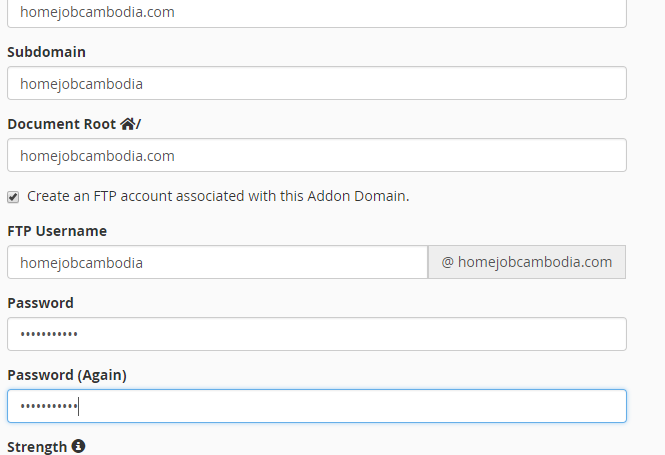 homejobcambodia.com
Subdomain
homejobcambodia
Document Root /
homejobcambodia.com
Create an FTP account associated with this Addon Domain.
FTP Username
homejobcambodia @ homejobcambodia.com
Password
•••••••••••
Password (Again)
•••••••••••
Strength